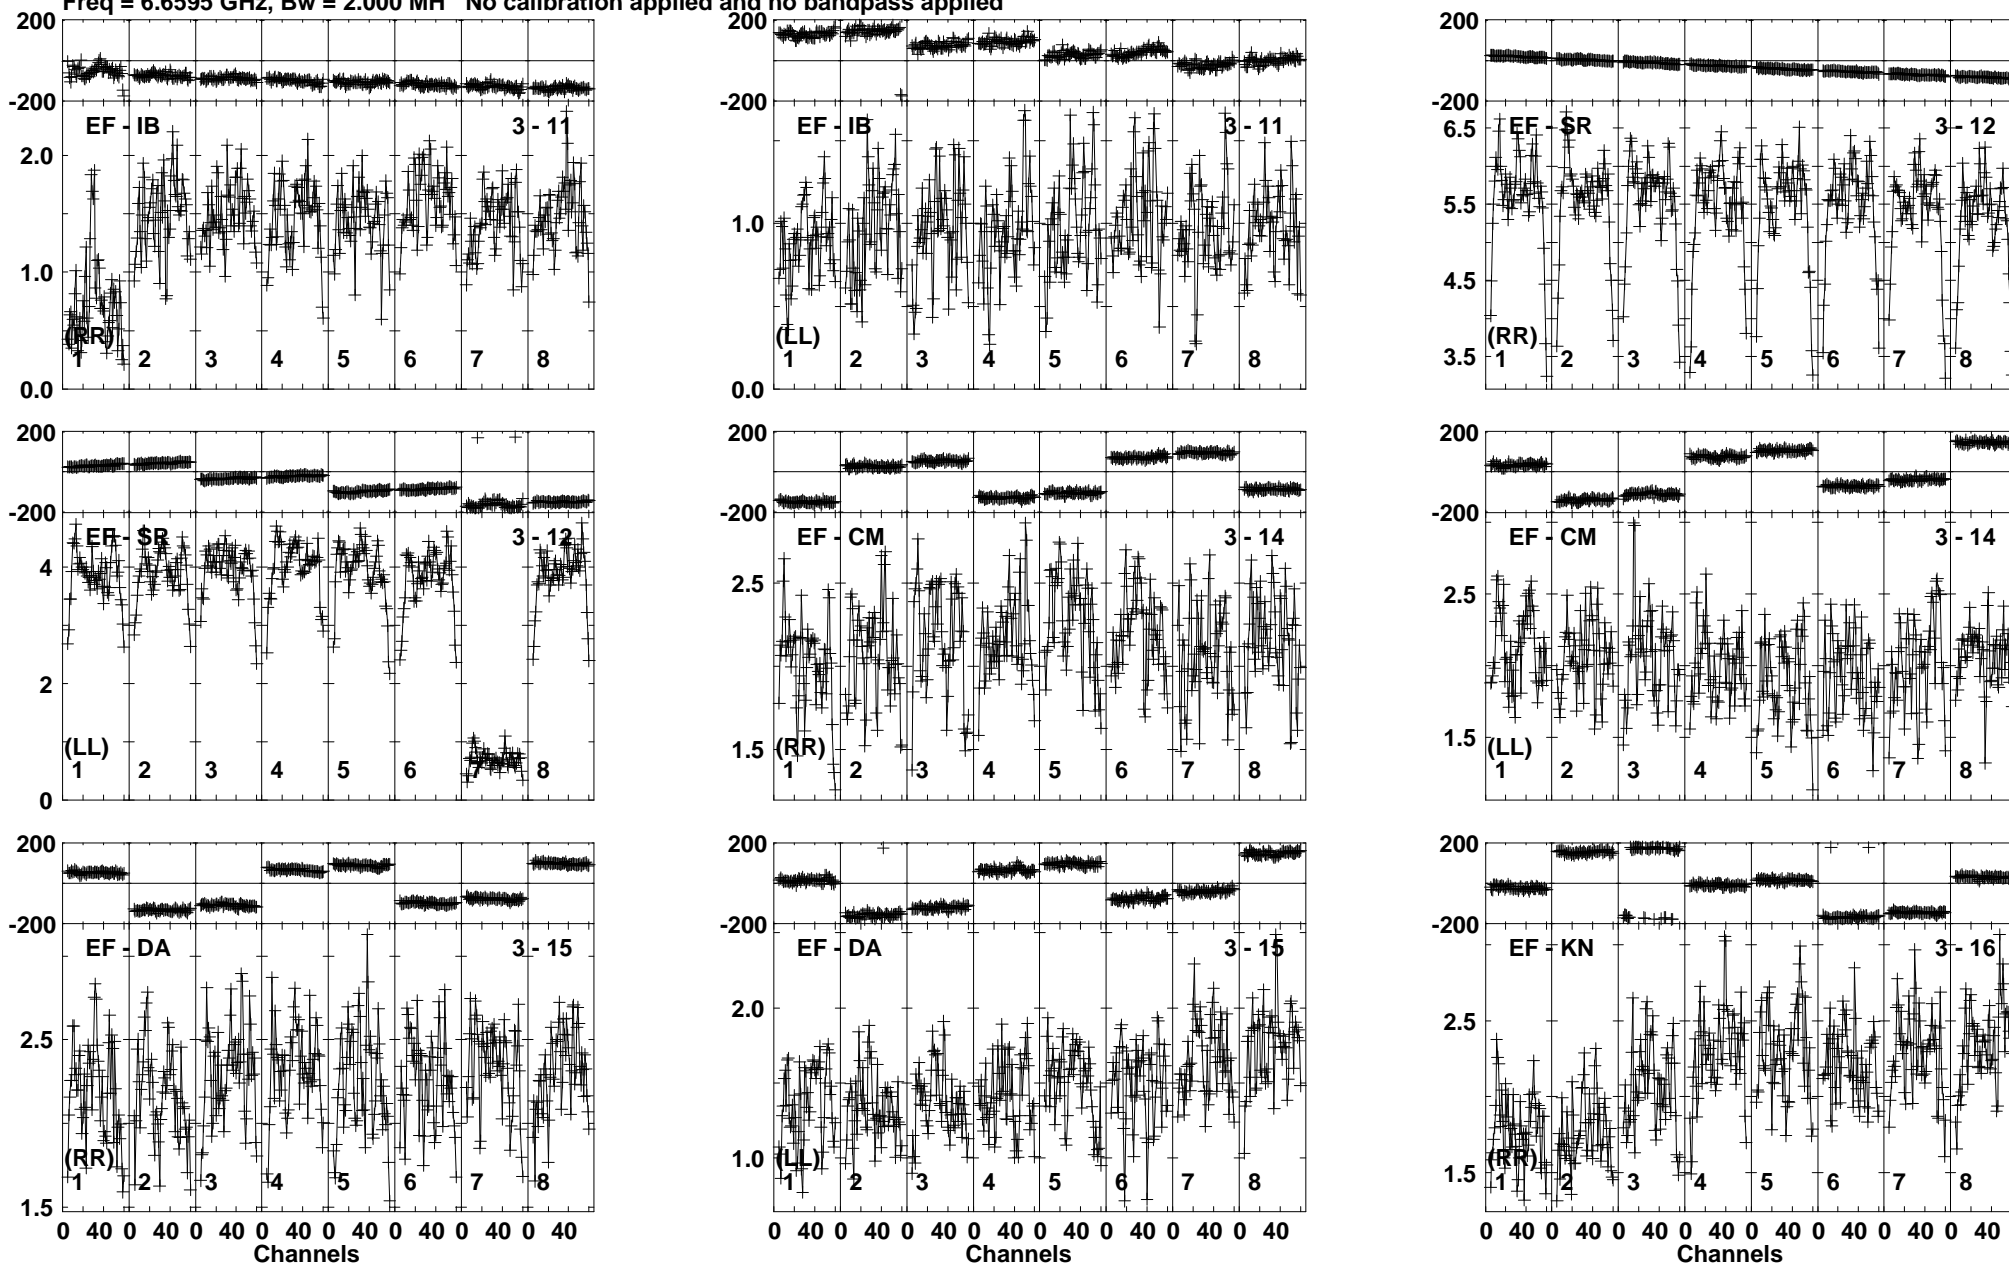 Freq = 6.6595 GHz, Bw = 2.000 MH No calibration applied and no bandpass applied
200 200 200
-200 -200 -200
EF - IB 3 - 11 EF - IB 3 - 11 EF - SR 3 - 12
2.0 1.0 0.0 (RR) 1 2 3 4 5 6 7 8
1.0 0.0 (LL) 1 2 3 4 5 6 7 8
6.5 5.5 4.5 3.5 (RR) 1 2 3 4 5 6 7 8
200 200 200
-200 -200 -200
EF - SR 3 - 12 EF - CM 3 - 14 EF - CM 3 - 14
4 2 0 (LL) 1 2 3 4 5 6 7 8
2.5 1.5 (RR) 1 2 3 4 5 6 7 8
2.5 1.5 (LL) 1 2 3 4 5 6 7 8
200 200 200
-200 -200 -200
EF - DA 3 - 15 EF - DA 3 - 15 EF - KN 3 - 16
2.5 1.5 (RR) 1 2 3 4 5 6 7 8
2.0 1.0 (LL) 1 2 3 4 5 6 7 8
2.5 1.5 (RR) 1 2 3 4 5 6 7 8
0 40 0 40 0 40 0 40 0 40 0 40 0 40 0 40
0 40 0 40 0 40 0 40 0 40 0 40 0 40 0 40
0 40 0 40 0 40 0 40 0 40 0 40 0 40 0 40
Channels Channels Channels